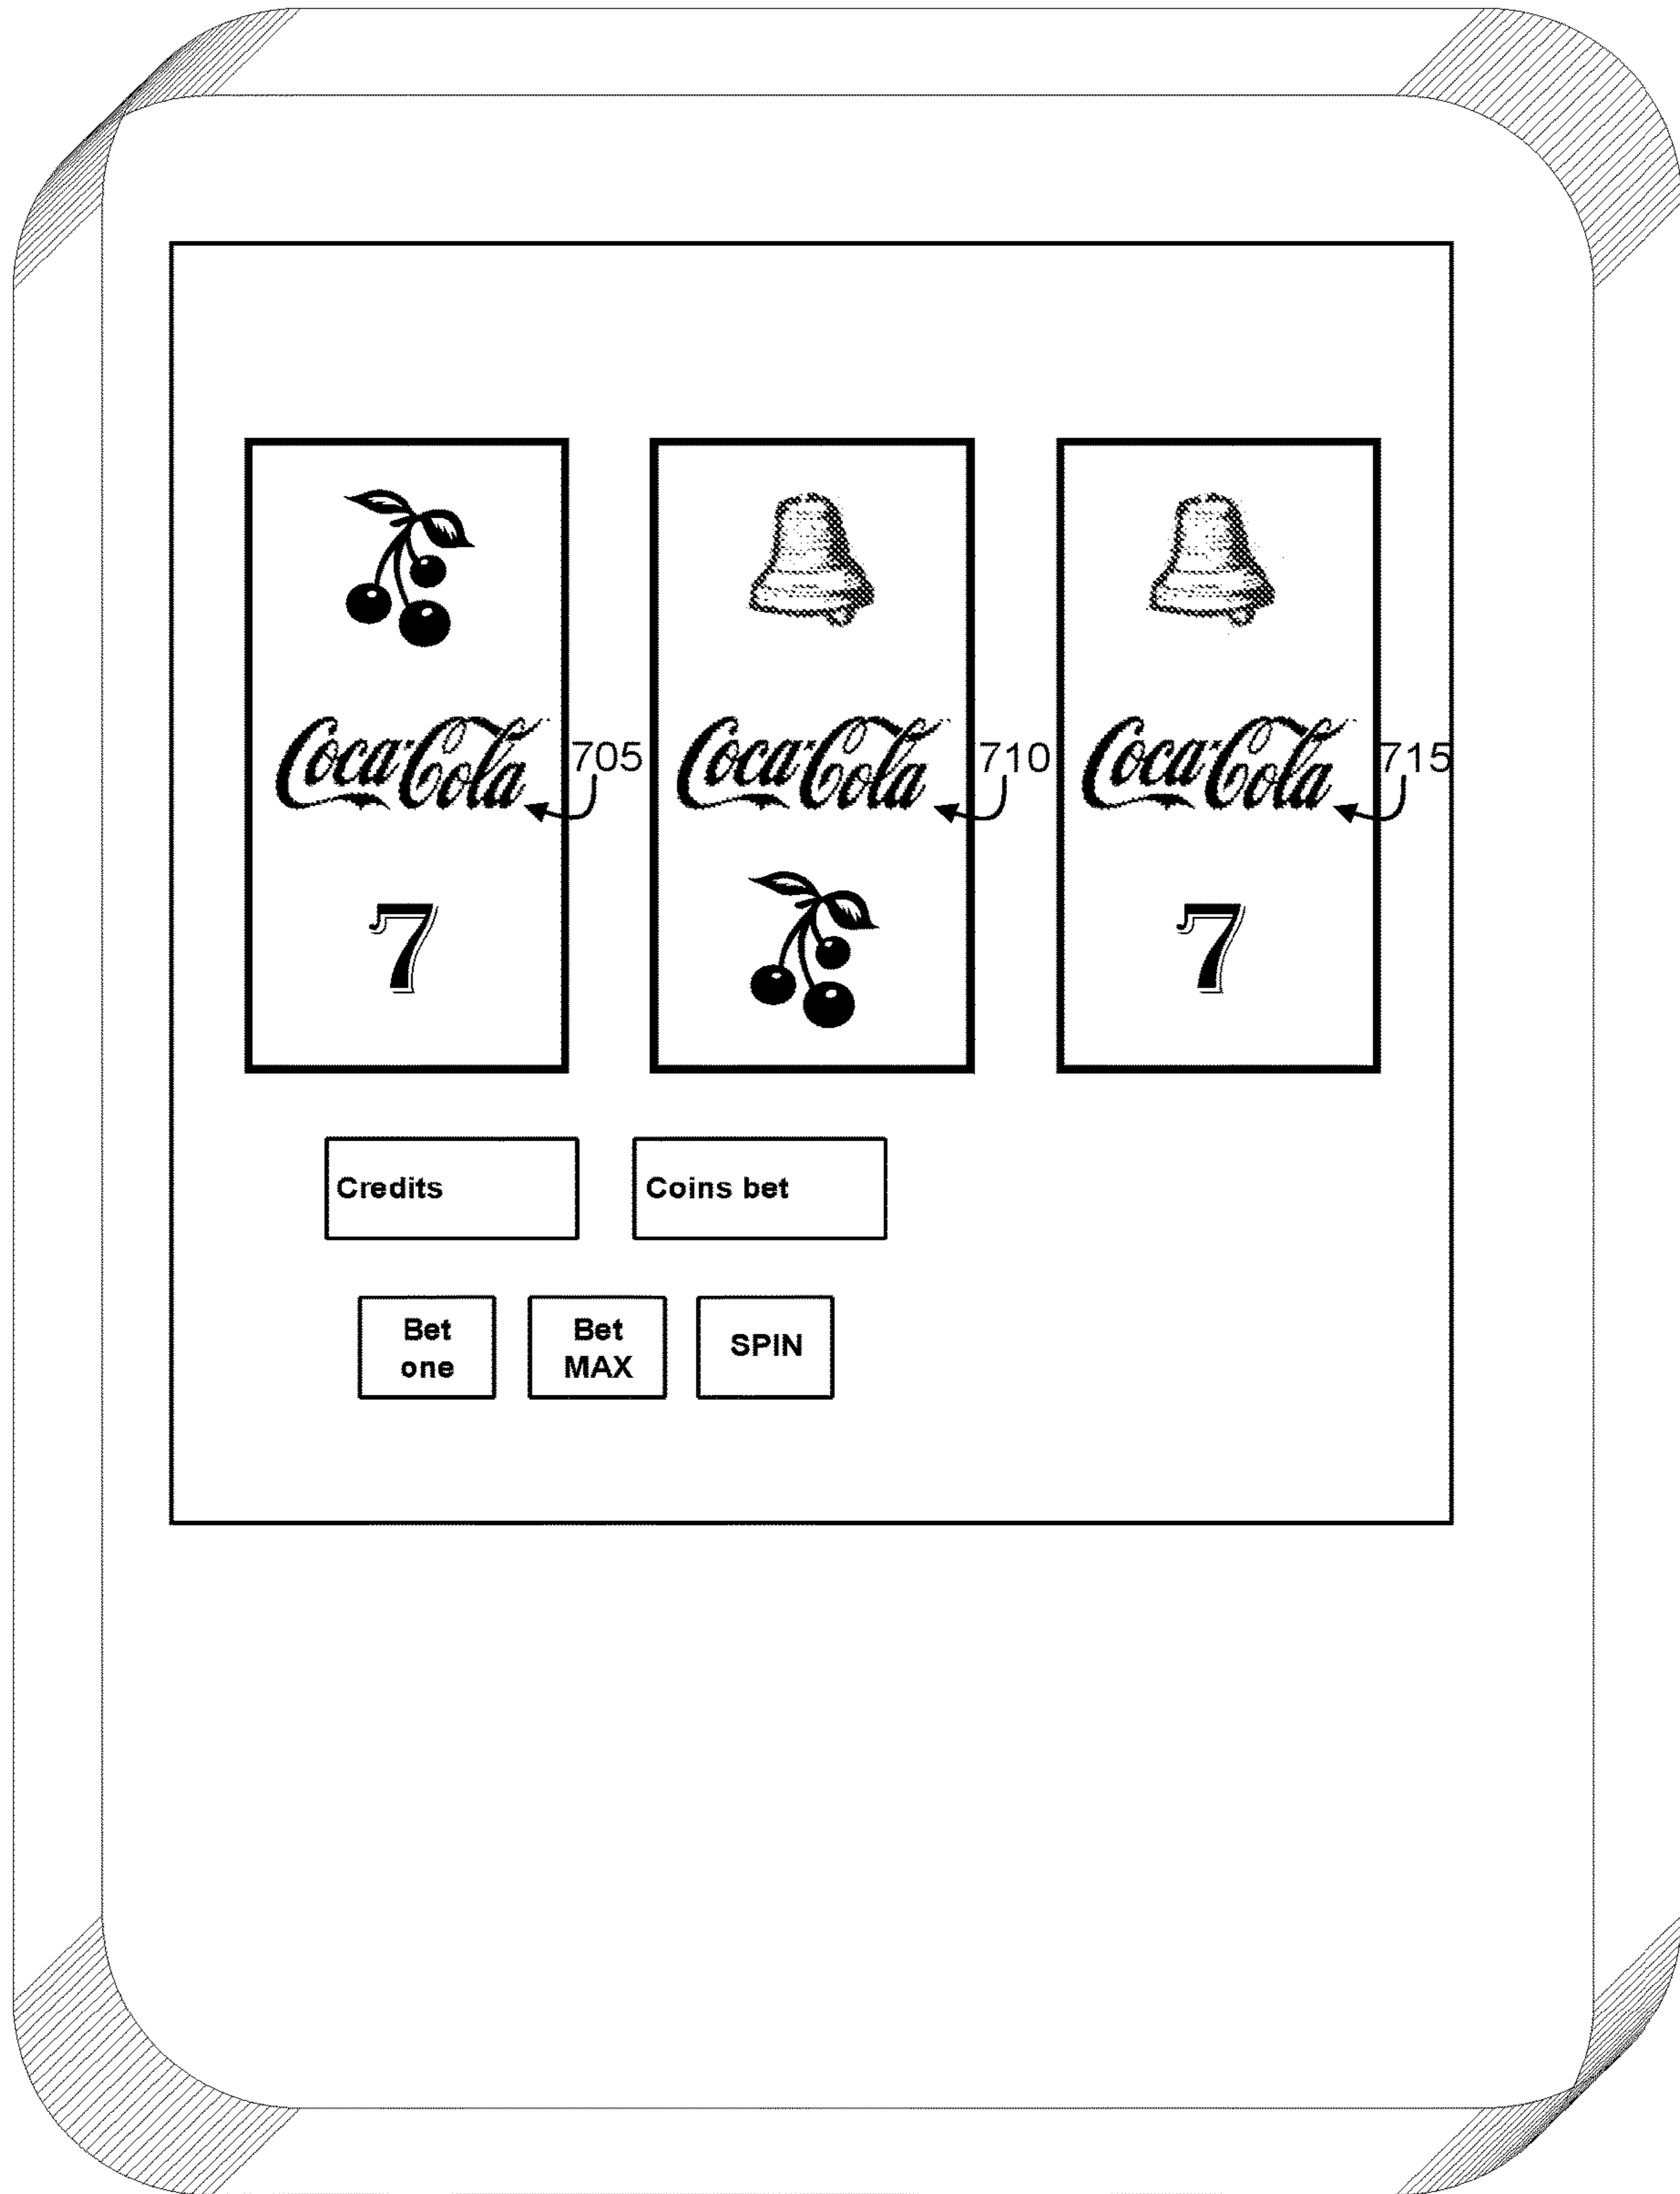 Coca-Cola 705 Coca-Cola 710 Coca-Cola 715
7 7
Credits Coins bet
Bet Bet SPIN
one MAX